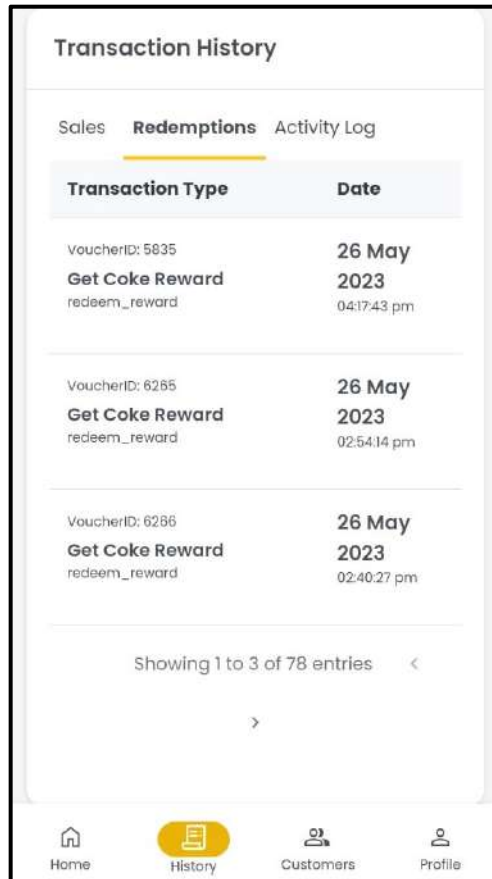 Transaction History
Sales Redemptions Activity Log
Transaction Type Date
VoucherID: 5835
Get Coke Reward
redeem_reward
26 May
2023
04:17:43 pm
VoucherID: 6265
Get Coke Reward
redeem_reward
26 May
2023
02:54:14 pm
VoucherID: 6266
Get Coke Reward
redeem_reward
26 May
2023
02:40:27 pm
Showing 1 to 3 of 78 entries <
>
Home History Customers Profile